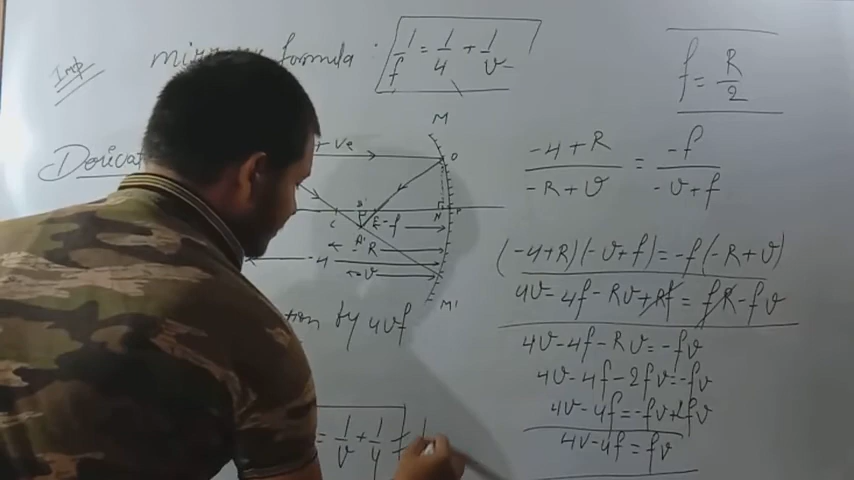 Imp
formula : 1/f = 1/u + 1/v
f = R/2
+ve
M
D
B'
C
A'
F
N
P
-f
-R
-u
-v
M'
(-u+R)/(-R+v) = -f/(-v+f)
(-u+R)(-v+f)=-f(-R+v)
uv-uf-Rv+Rf = fR-fv
uv-uf-Rv=-fv
uv-uf-2fv=-fv
uv-uf=-fv+2fv
uv-uf=fv
by uvf
= 1/v + 1/u